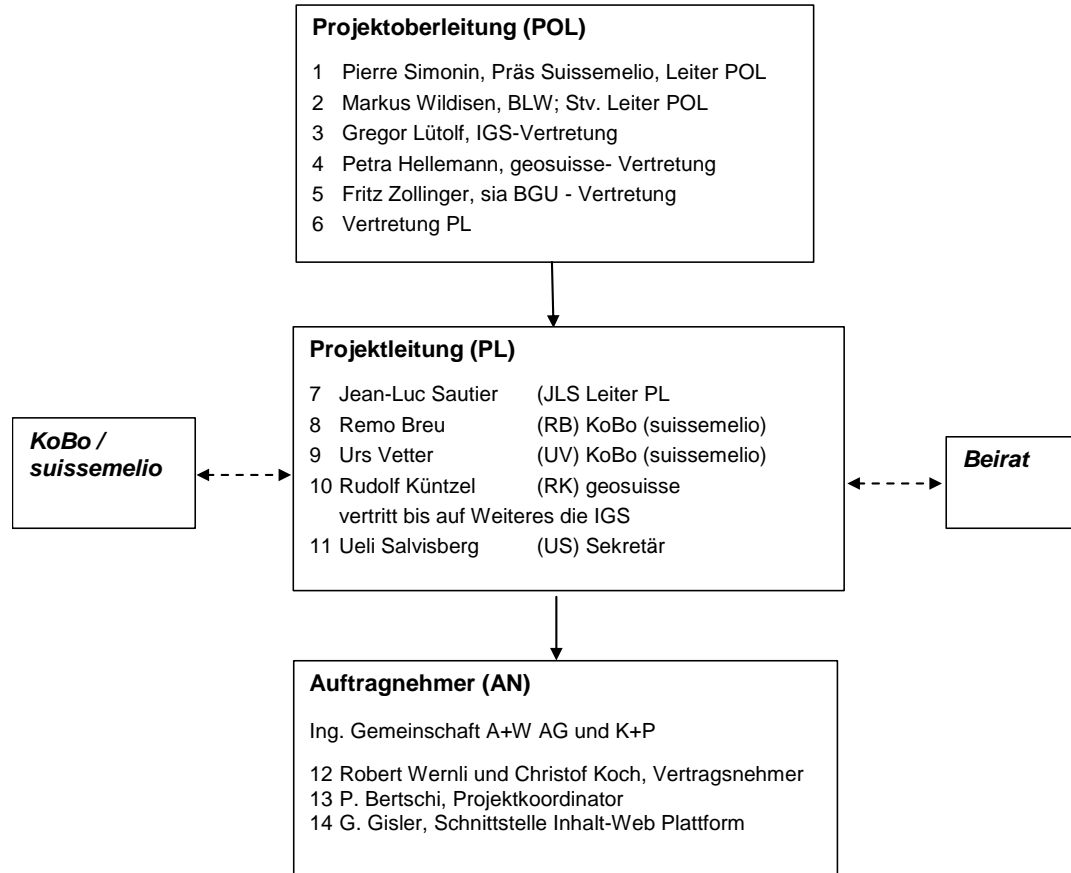 Projektoberleitung (POL)
1 Pierre Simonin, Präs Suissemelio, Leiter POL
2 Markus Wildisen, BLW; Stv. Leiter POL
3 Gregor Lütolf, IGS-Vertretung
4 Petra Hellemann, geosuisse- Vertretung
5 Fritz Zollinger, sia BGU - Vertretung
6 Vertretung PL
Projektleitung (PL)
7 Jean-Luc Sautier (JLS Leiter PL
8 Remo Breu (RB) KoBo (suissemelio)
9 Urs Vetter (UV) KoBo (suissemelio)
10 Rudolf Küntzel (RK) geosuisse
vertritt bis auf Weiteres die IGS
11 Ueli Salvisberg (US) Sekretär
KoBo /
suissemelio
Beirat
Auftragnehmer (AN)
Ing. Gemeinschaft A+W AG und K+P
12 Robert Wernli und Christof Koch, Vertragsnehmer
13 P. Bertschi, Projektkoordinator
14 G. Gisler, Schnittstelle Inhalt-Web Plattform